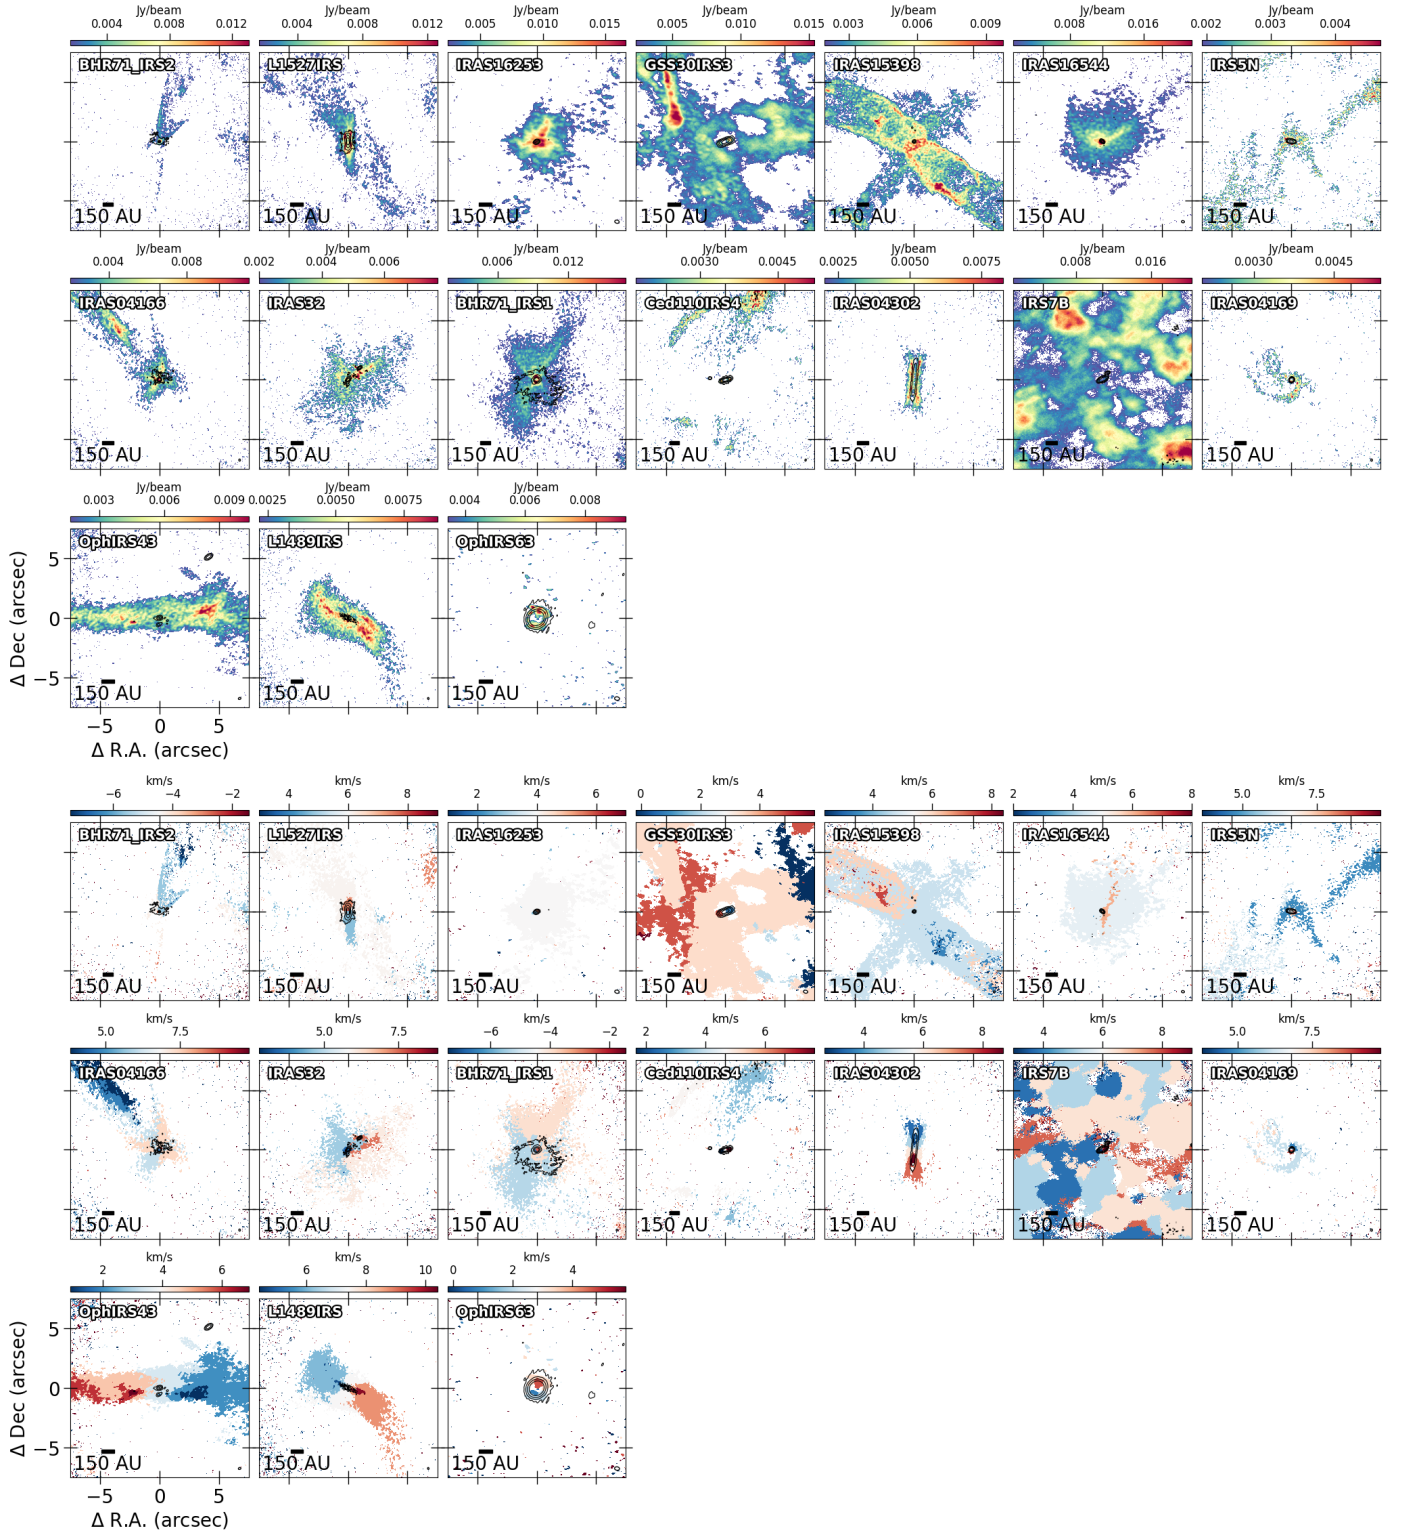 Jy/beam Jy/beam Jy/beam Jy/beam Jy/beam Jy/beam Jy/beam
0.004 0.008 0.012 0.004 0.008 0.012 0.005 0.010 0.015 0.005 0.010 0.015 0.003 0.006 0.009 0.008 0.016 0.002 0.003 0.004
BHR71_IRS2 L1527IRS IRAS16253 GSS30IRS3 IRAS15398 IRAS16544 IRS5N
150 AU 150 AU 150 AU 150 AU 150 AU 150 AU 150 AU
Jy/beam Jy/beam Jy/beam Jy/beam Jy/beam Jy/beam Jy/beam
0.004 0.008 0.002 0.004 0.006 0.006 0.012 0.0030 0.0045 0.0025 0.0050 0.0075 0.008 0.016 0.0030 0.0045
IRAS04166 IRAS32 BHR71_IRS1 Ced110IRS4 IRAS04302 IRS7B IRAS04169
150 AU 150 AU 150 AU 150 AU 150 AU 150 AU 150 AU
Jy/beam Jy/beam Jy/beam
0.003 0.006 0.009 0.0025 0.0050 0.0075 0.004 0.006 0.008
OphIRS43 L1489IRS OphIRS63
5
0
−5
Δ Dec (arcsec)
150 AU 150 AU 150 AU
−5 0 5
Δ R.A. (arcsec)
km/s km/s km/s km/s km/s km/s km/s
−6 −4 −2 4 6 8 2 4 6 0 2 4 4 6 8 2 4 6 8 5.0 7.5
BHR71_IRS2 L1527IRS IRAS16253 GSS30IRS3 IRAS15398 IRAS16544 IRS5N
150 AU 150 AU 150 AU 150 AU 150 AU 150 AU 150 AU
km/s km/s km/s km/s km/s km/s km/s
5.0 7.5 5.0 7.5 −6 −4 −2 2 4 6 4 6 8 4 6 8 5.0 7.5
IRAS04166 IRAS32 BHR71_IRS1 Ced110IRS4 IRAS04302 IRS7B IRAS04169
150 AU 150 AU 150 AU 150 AU 150 AU 150 AU 150 AU
km/s km/s km/s
2 4 6 6 8 10 0 2 4
OphIRS43 L1489IRS OphIRS63
5
0
−5
Δ Dec (arcsec)
150 AU 150 AU 150 AU
−5 0 5
Δ R.A. (arcsec)